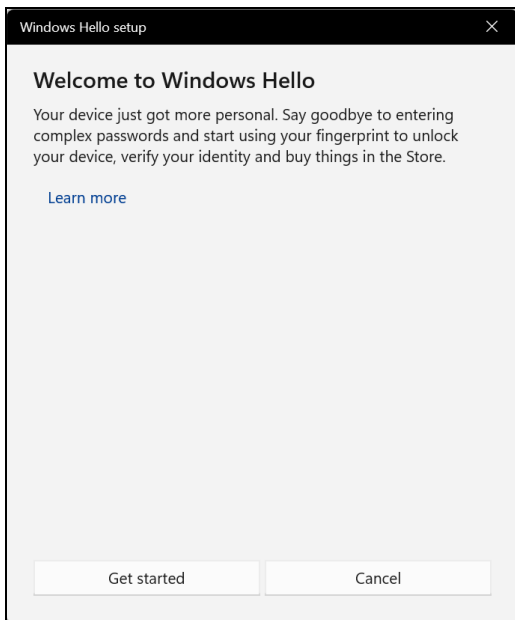 Windows Hello setup
Welcome to Windows Hello
Your device just got more personal. Say goodbye to entering
complex passwords and start using your fingerprint to unlock
your device, verify your identity and buy things in the Store.
Learn more
Get started
Cancel